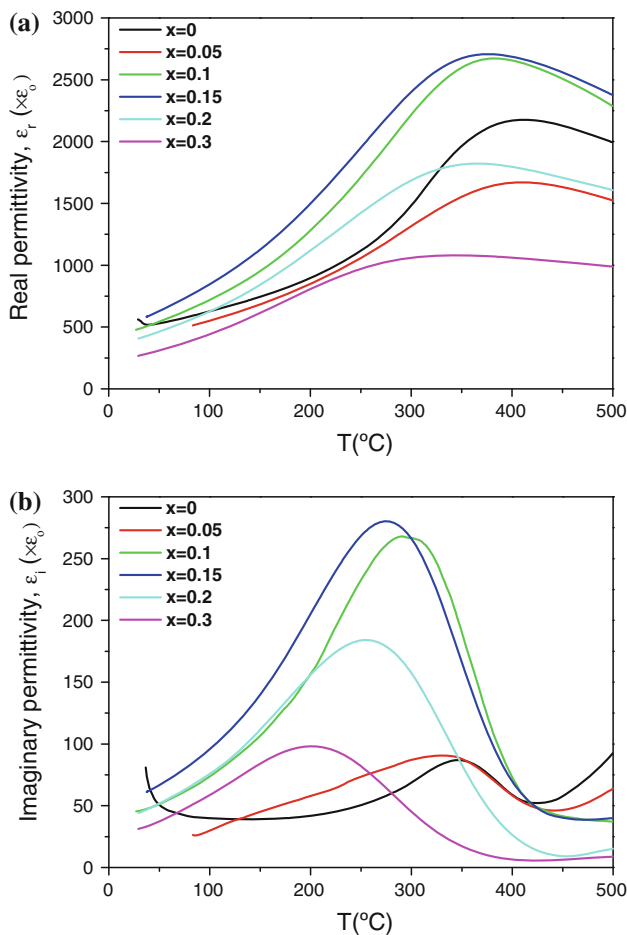 (a)
3000
2500
2000
1500
1000
500
0
Real permittivity, εr (×εo)
x=0
x=0.05
x=0.1
x=0.15
x=0.2
x=0.3
0 100 200 300 400 500
T(ºC)
(b)
300
250
200
150
100
50
0
Imaginary permittivity, εi (×εo)
x=0
x=0.05
x=0.1
x=0.15
x=0.2
x=0.3
0 100 200 300 400 500
T(ºC)